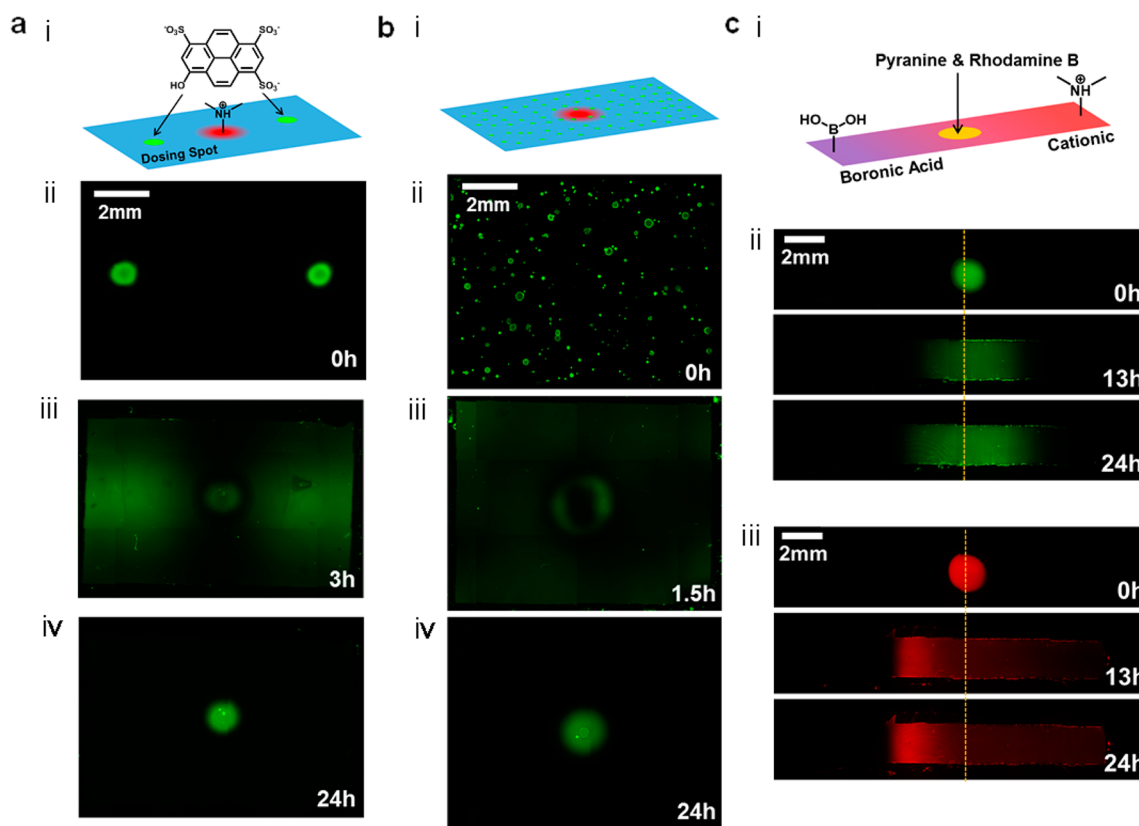 a
i
-O3S
SO3-
SO3-
HO
⊕
NH
Dosing Spot
ii
2mm
0h
iii
3h
iv
24h
b
i
ii
2mm
0h
iii
1.5h
iv
24h
c
i
Pyranine & Rhodamine B
⊕
NH
HO
OH
B
Boronic Acid
Cationic
ii
2mm
0h
13h
24h
iii
2mm
0h
13h
24h